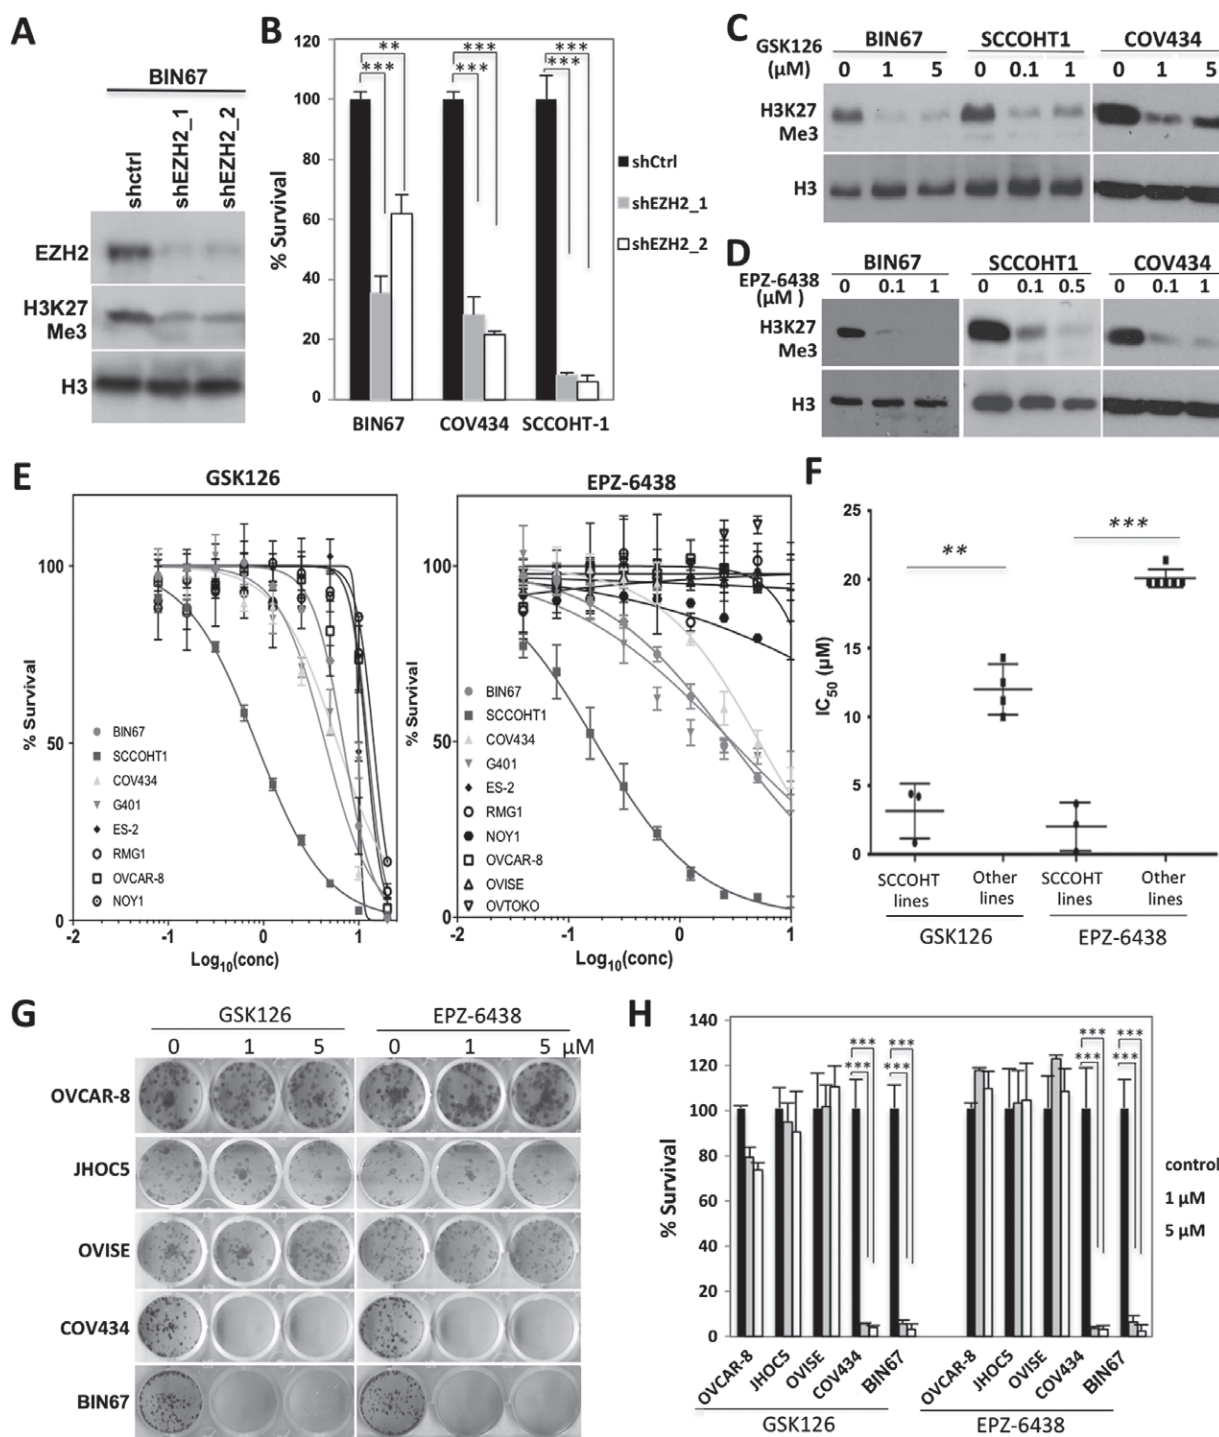 A
BIN67
shctrl
shEZH2_1
shEZH2_2
EZH2
H3K27
Me3
H3
B
120
100
80
60
40
20
0
% Survival
** *** ***
*** *** ***
shCtrl
shEZH2_1
shEZH2_2
BIN67 COV434 SCCOHT-1
C
GSK126
(µM)
BIN67 SCCOHT1 COV434
0 1 5 0 0.1 1 0 1 5
H3K27
Me3
H3
D
EPZ-6438
(µM )
BIN67 SCCOHT1 COV434
0 0.1 1 0 0.1 0.5 0 0.1 1
H3K27
Me3
H3
E
GSK126
% Survival
100
50
0
-2 -1 0 1
Log10(conc)
BIN67
SCCOHT1
COV434
G401
ES-2
RMG1
OVCAR-8
NOY1
EPZ-6438
% Survival
100
50
0
-2 -1 0 1
Log10(conc)
BIN67
SCCOHT1
COV434
G401
ES-2
RMG1
NOY1
OVCAR-8
OVISE
OVTOKO
F
25
20
15
10
5
0
IC50 (µM)
** ***
SCCOHT lines
Other lines
SCCOHT lines
Other lines
GSK126 EPZ-6438
G
GSK126 EPZ-6438
0 1 5 0 1 5 µM
OVCAR-8
JHOC5
OVISE
COV434
BIN67
H
140
120
100
80
60
40
20
0
% Survival
*** *** *** ***
*** *** *** ***
control
1 µM
5 µM
OVCAR-8 JHOC5 OVISE COV434 BIN67 OVCAR-8 JHOC5 OVISE COV434 BIN67
GSK126 EPZ-6438